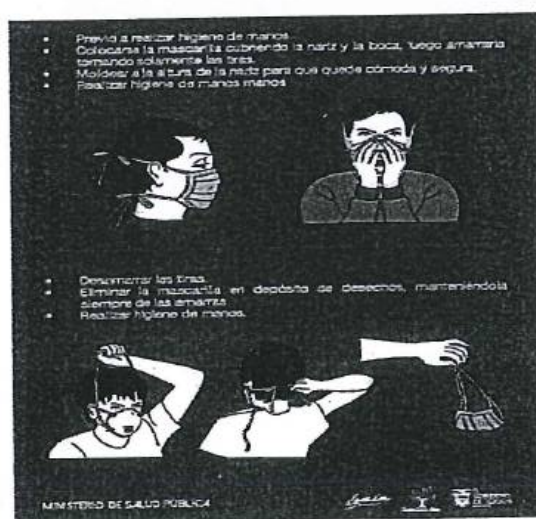 • Previo a realizar higiene de manos
• Colocarse la mascarilla cubriendo la nariz y la boca, luego amarrarla
tomando solamente las tiras.
• Moldear a la altura de la nariz para que quede cómoda y segura.
• Realizar higiene de manos manos
• Desamarrar las tiras.
• Eliminar la mascarilla en depósito de desechos, manteniéndola
siempre de las amarras
• Realizar higiene de manos.
MINISTERIO DE SALUD PÚBLICA